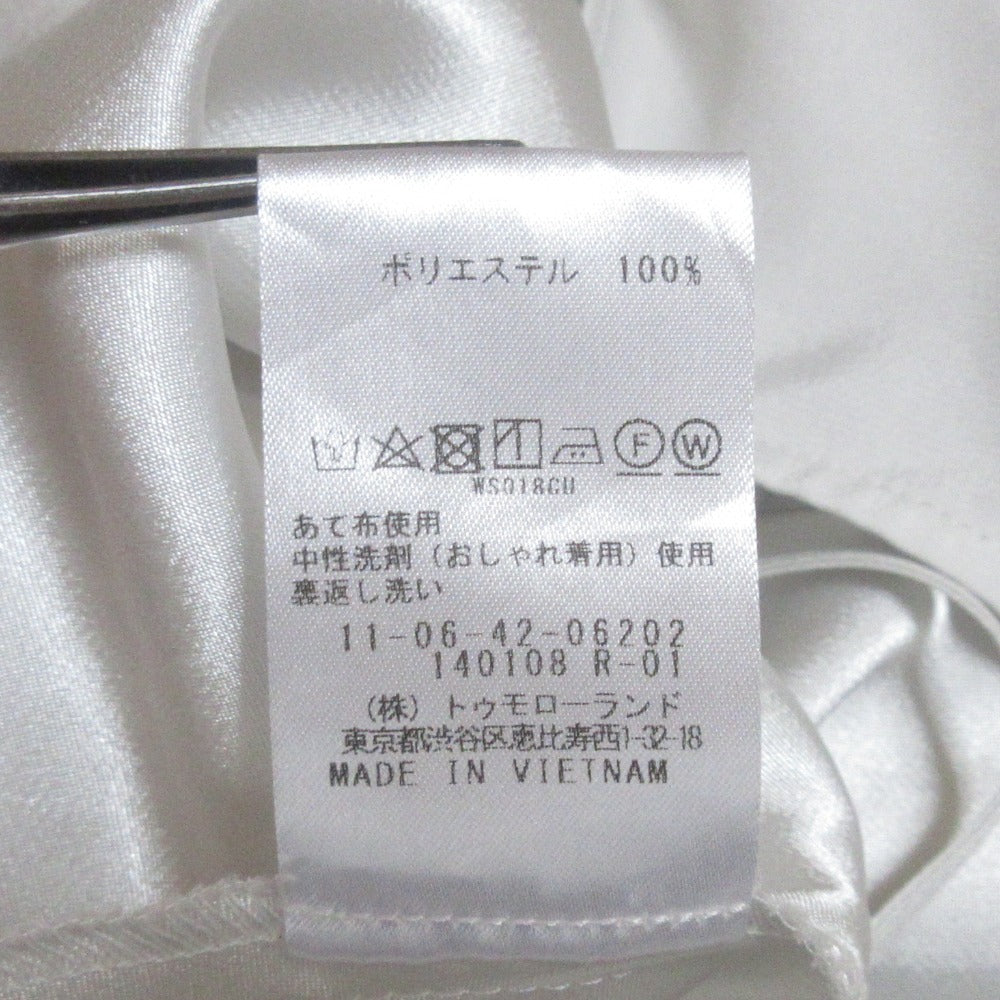 ポリエステル 100%
F W
WS018CU
あて布使用
中性洗剤（おしゃれ着用）使用
裏返し洗い
11-06-42-06202
140108 R-01
（株）トゥモローランド
東京都渋谷区恵比寿西1-32-18
MADE IN VIETNAM